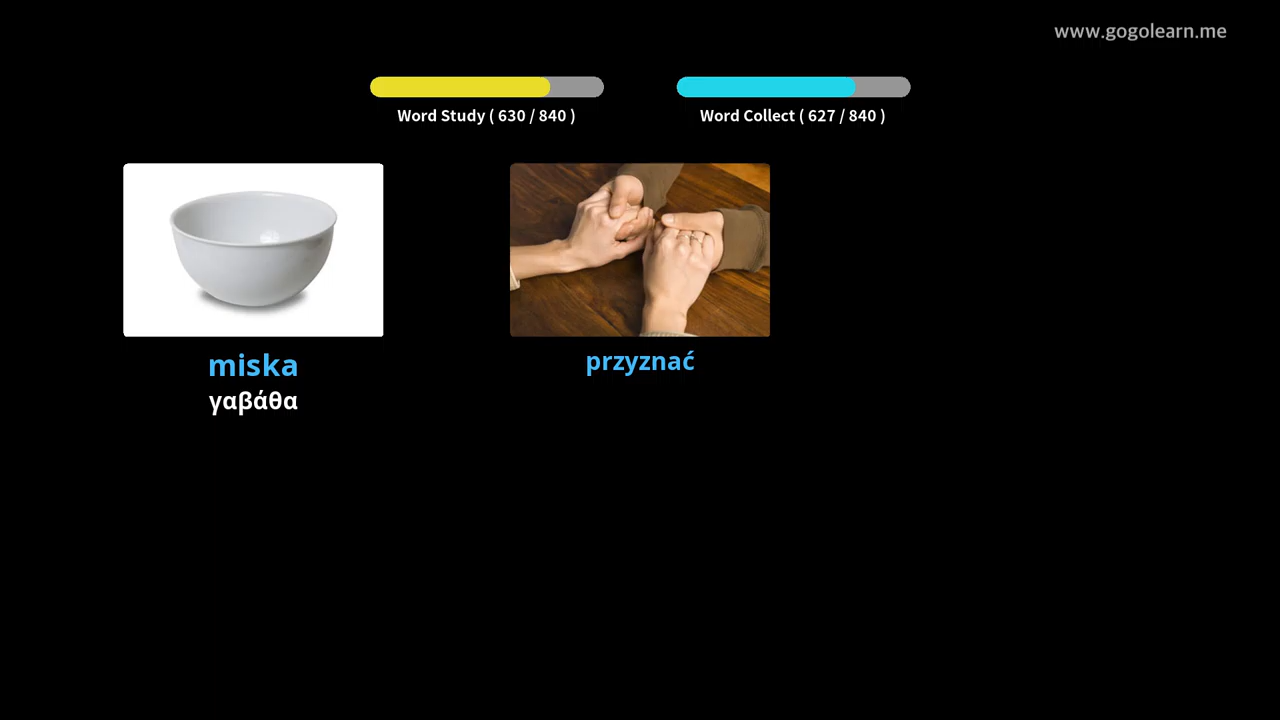 www.gogolearn.me
Word Study ( 630 / 840 )
Word Collect ( 627 / 840 )
miska
γαβάθα
przyznać